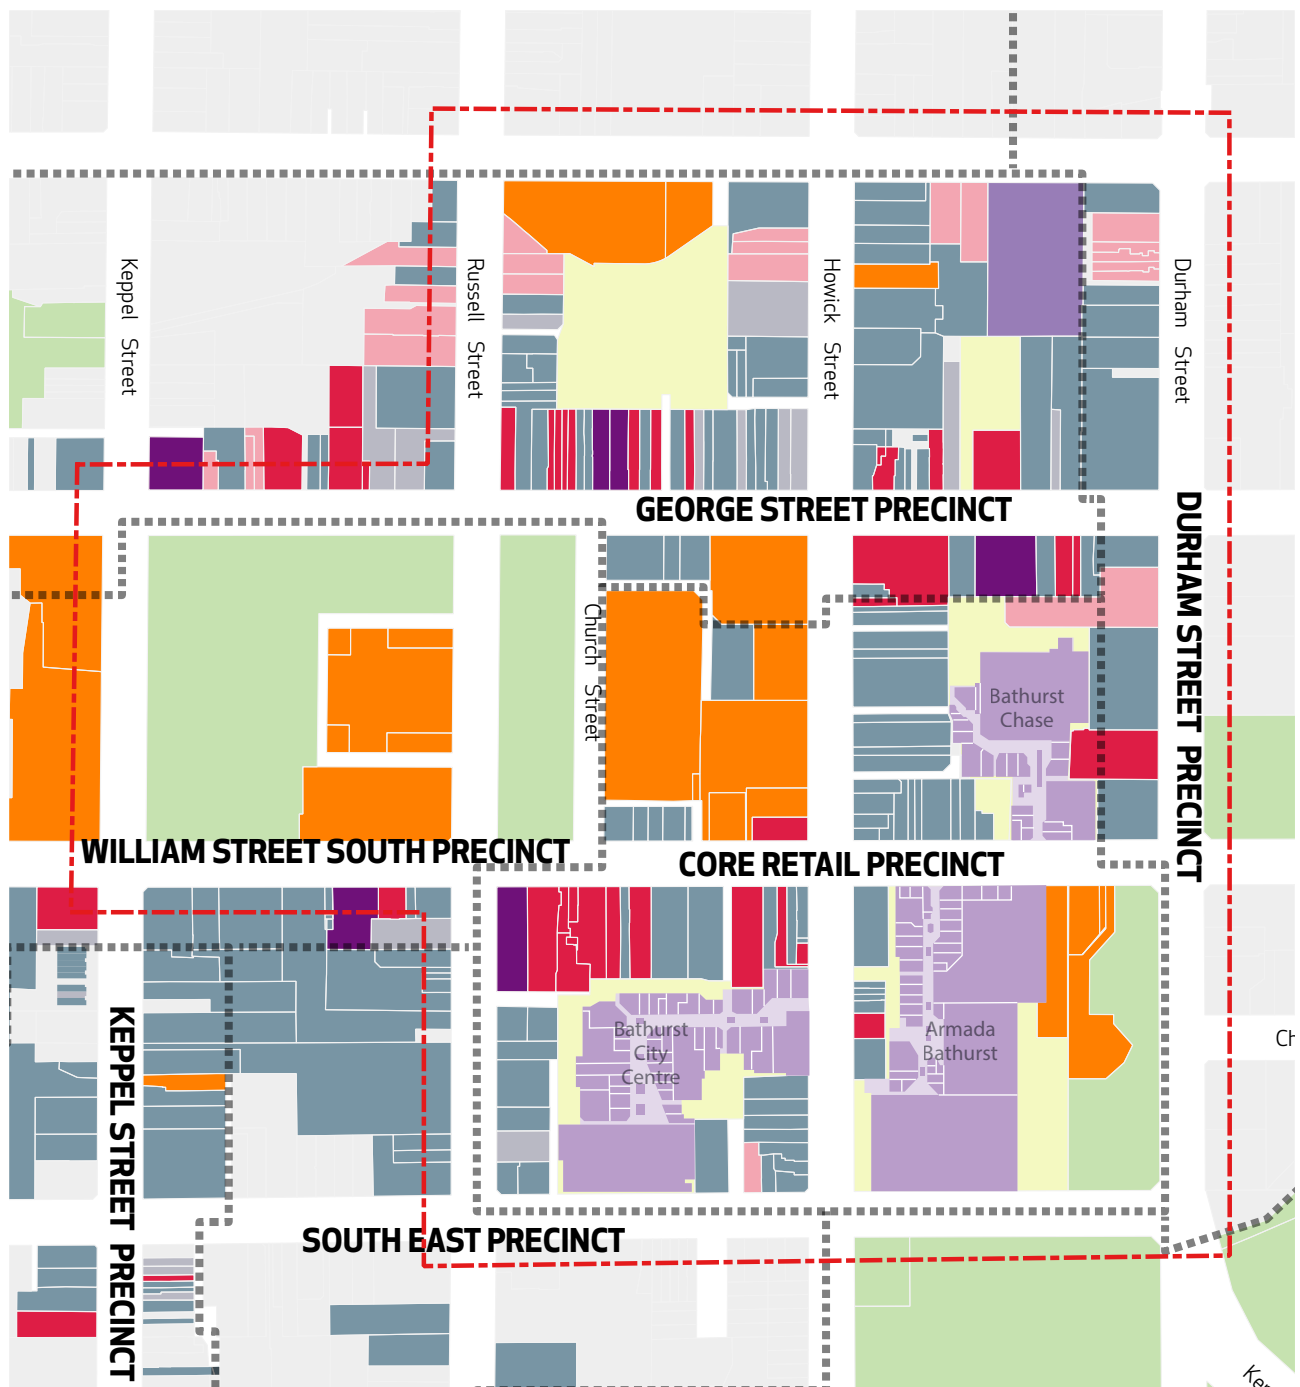 Keppel Street
Russell Street
Howick Street
Durham Street
GEORGE STREET PRECINCT
DURHAM STREET PRECINCT
Church Street
Bathurst
Chase
WILLIAM STREET SOUTH PRECINCT
CORE RETAIL PRECINCT
KEPPEL STREET PRECINCT
Bathurst
City
Centre
Armada
Bathurst
Ch
SOUTH EAST PRECINCT